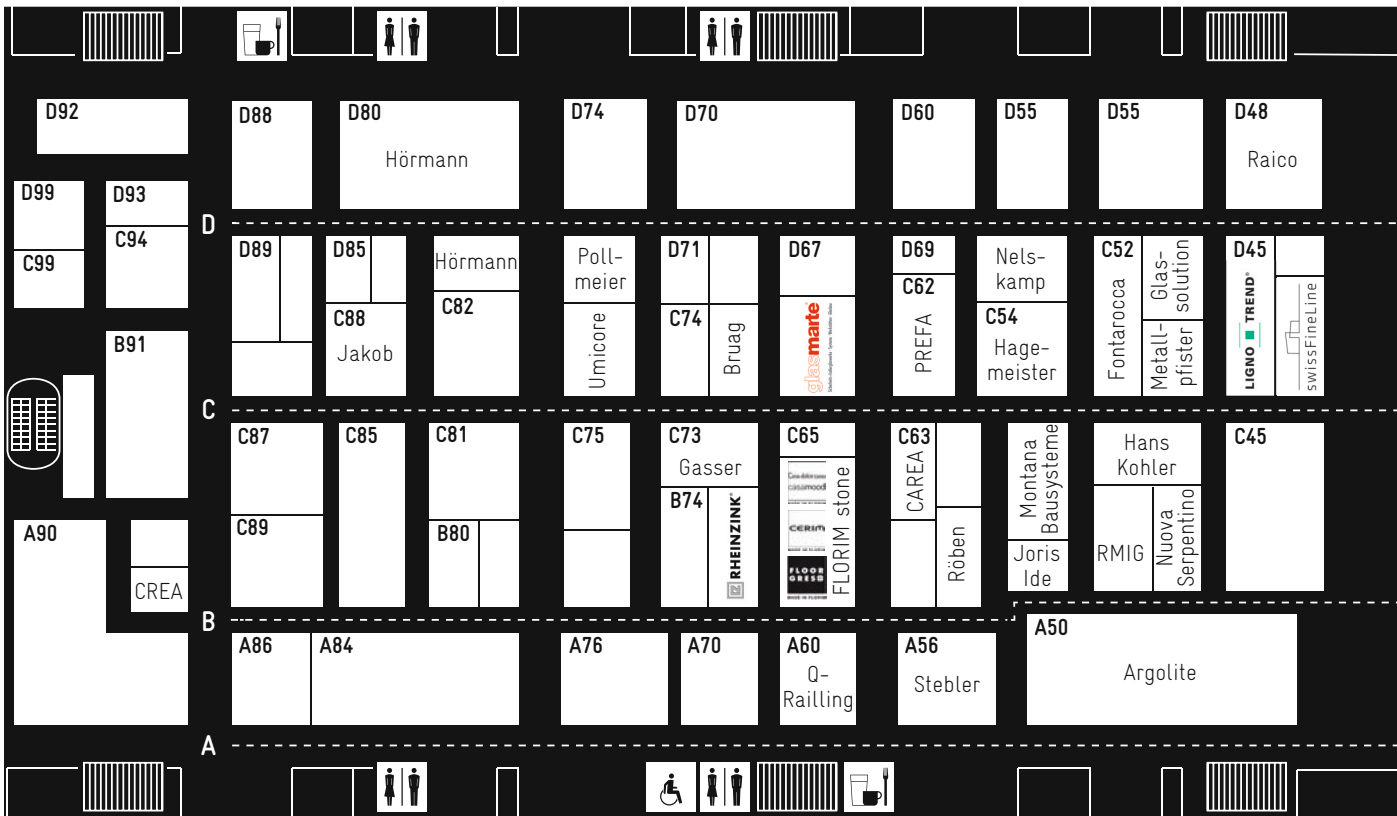 D92
D88
D80
Hörmann
D74
D70
D60
D55
D55
D48
Raico
D99
D93
C94
C99
D
D89
D85
C88
Jakob
Hörmann
C82
Poll-
meier
Umicore
D71
C74
Bruag
D67
glasmarte®
D69
C62
PREFA
Nels-
kamp
C54
Hage-
meister
C52
Fontarocca
Glas-
solution
Metall-
pfister
D45
LIGNO TREND®
swissFineLine
B91
C
C87
C89
C85
C81
B80
C75
C73
Gasser
B74
RHEINZINK®
C65
casamood
CERIM
FLOOR
GRES
FLORIM stone
C63
CAREA
Röben
Montana
Bausysteme
Joris
Ide
Hans
Kohler
RMIG
Nuova
Serpentino
C45
A90
CREA
B
A86
A84
A76
A70
A60
Q-
Railling
A56
Stebler
A50
Argolite
A